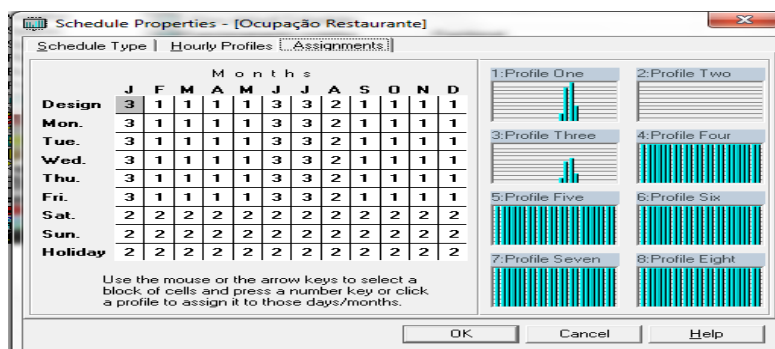 Schedule Properties - [Ocupação Restaurante]
Schedule Type | Hourly Profiles | Assignments
Months
J F M A M J J A S O N D
Design 3 1 1 1 1 3 3 2 1 1 1 1
Mon. 3 1 1 1 1 3 3 2 1 1 1 1
Tue. 3 1 1 1 1 3 3 2 1 1 1 1
Wed. 3 1 1 1 1 3 3 2 1 1 1 1
Thu. 3 1 1 1 1 3 3 2 1 1 1 1
Fri. 3 1 1 1 1 3 3 2 1 1 1 1
Sat. 2 2 2 2 2 2 2 2 2 2 2 2
Sun. 2 2 2 2 2 2 2 2 2 2 2 2
Holiday 2 2 2 2 2 2 2 2 2 2 2 2
Use the mouse or the arrow keys to select a
block of cells and press a number key or click
a profile to assign it to those days/months.
1:Profile One 2:Profile Two
3:Profile Three 4:Profile Four
5:Profile Five 6:Profile Six
7:Profile Seven 8:Profile Eight
OK Cancel Help